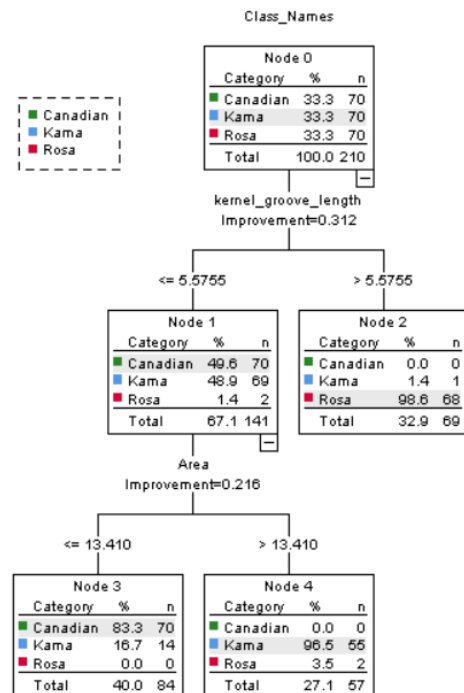 Class_Names
Canadian
Kama
Rosa
Node 0
Category % n
Canadian 33.3 70
Kama 33.3 70
Rosa 33.3 70
Total 100.0 210
kernel_groove_length
Improvement=0.312
<= 5.5755 > 5.5755
Node 1
Category % n
Canadian 49.6 70
Kama 48.9 69
Rosa 1.4 2
Total 67.1 141
Node 2
Category % n
Canadian 0.0 0
Kama 1.4 1
Rosa 98.6 68
Total 32.9 69
Area
Improvement=0.216
<= 13.410 > 13.410
Node 3
Category % n
Canadian 83.3 70
Kama 16.7 14
Rosa 0.0 0
Total 40.0 84
Node 4
Category % n
Canadian 0.0 0
Kama 96.5 55
Rosa 3.5 2
Total 27.1 57